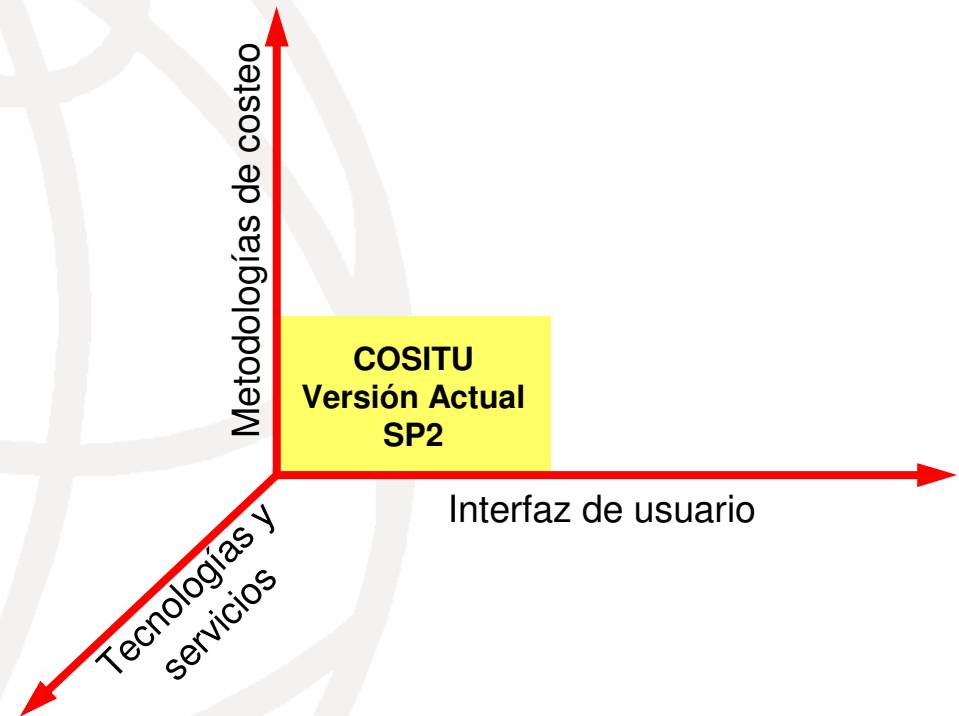 Metodologías de costeo
COSITU
Versión Actual
SP2
Interfaz de usuario
Tecnologías y
servicios